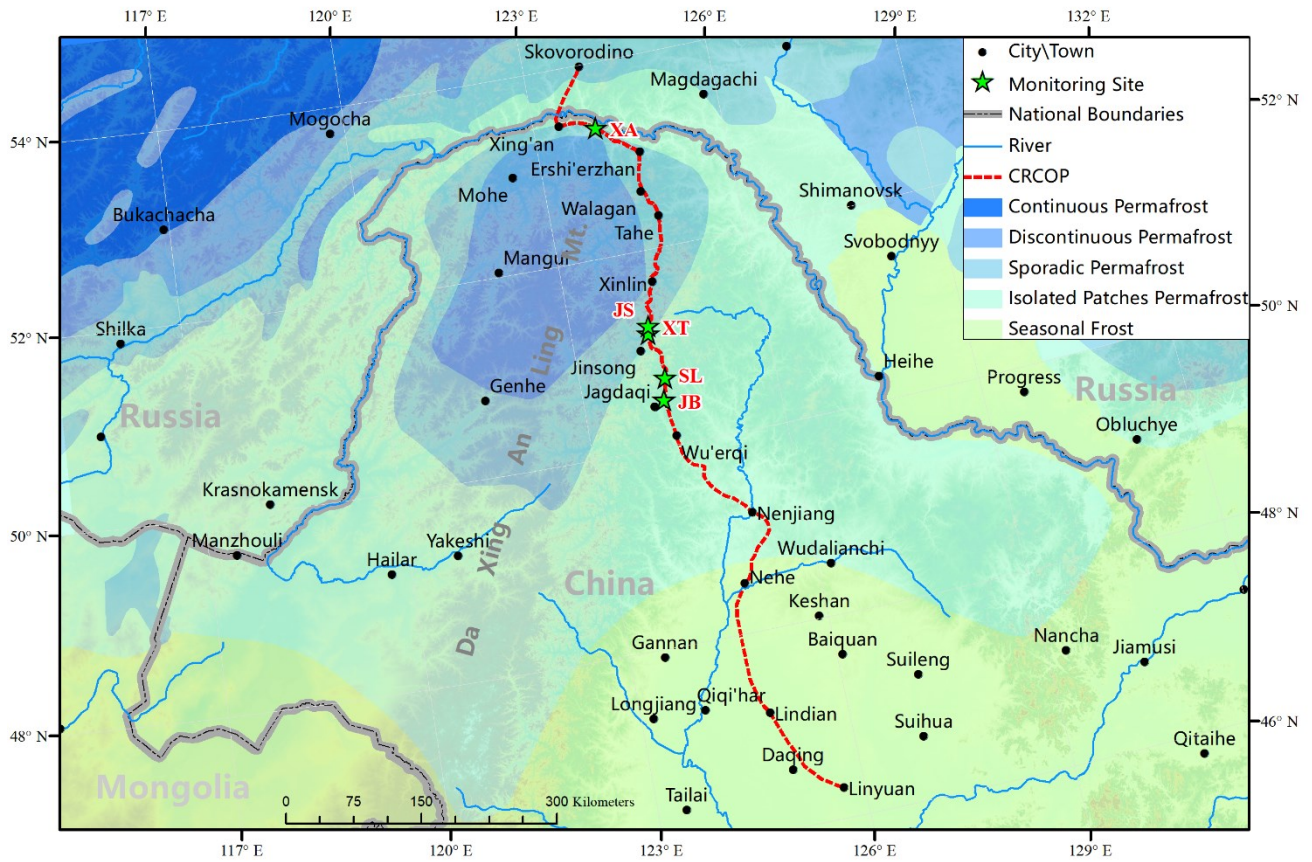 117° E
120° E
123° E
126° E
129° E
132° E
Skovorodino
Magdagachi
Mogocha
54° N
XA
Xing'an
Ershi'erzhan
Mohe
Shimanovsk
Bukachacha
Walagan
Tahe
Mt.
Svobodnyy
Mangui
Xinlin
JS
XT
Shilka
52° N
Ling
Jinsong
Heihe
SL
Jagdaqi
JB
Genhe
Progress
Russia
Russia
Obluchye
An
Wu'erqi
Krasnokamensk
Nenjiang
50° N
Manzhouli
Yakeshi
Hailar
Xing
Wudalianchi
China
Nehe
Keshan
Da
Gannan
Baiquan
Nancha
Jiamusi
Suileng
Longjiang
Qiqi'har
Lindian
Suihua
48° N
Qitaihe
Daqing
Mongolia
Linyuan
Tailai
0 75 150 300 Kilometers
City\Town
Monitoring Site
National Boundaries
River
CRCOP
Continuous Permafrost
Discontinuous Permafrost
Sporadic Permafrost
Isolated Patches Permafrost
Seasonal Frost
52° N
50° N
48° N
46° N
117° E
120° E
123° E
126° E
129° E